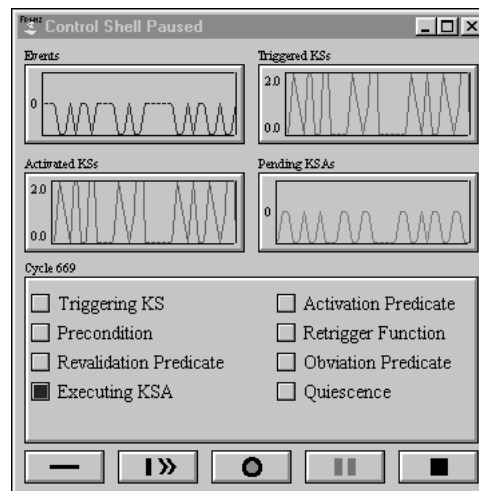 Franz Control Shell Paused
Events
Triggered KSs
0
2.0
0.0
Activated KSs
Pending KSAs
2.0
0.0
0
Cycle 669
Triggering KS
Activation Predicate
Precondition
Retrigger Function
Revalidation Predicate
Obviation Predicate
Executing KSA
Quiescence